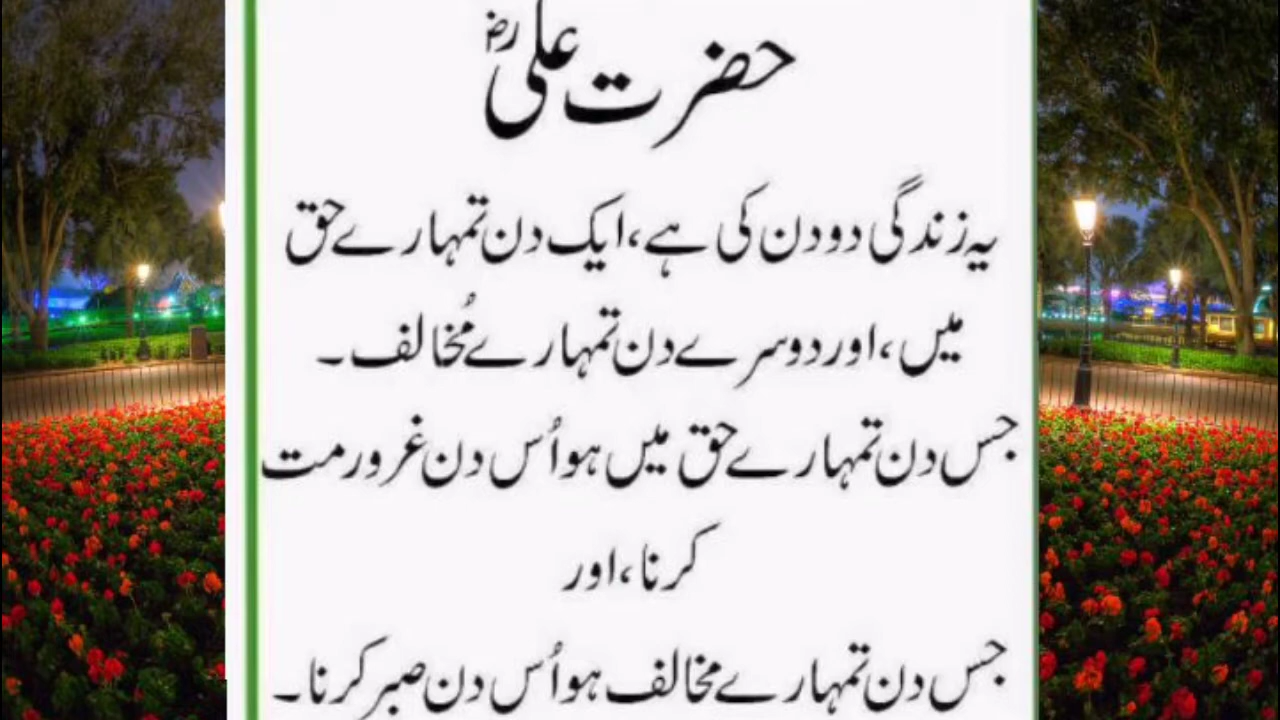 حضرت علیؓ
یہ زندگی دو دن کی ہے، ایک دن تمہارے حق
میں، اور دوسرے دن تمہارے مُخالف۔
جس دن تمہارے حق میں ہو اُس دن غرور مت
کرنا، اور
جس دن تمہارے مخالف ہو اُس دن صبر کرنا۔